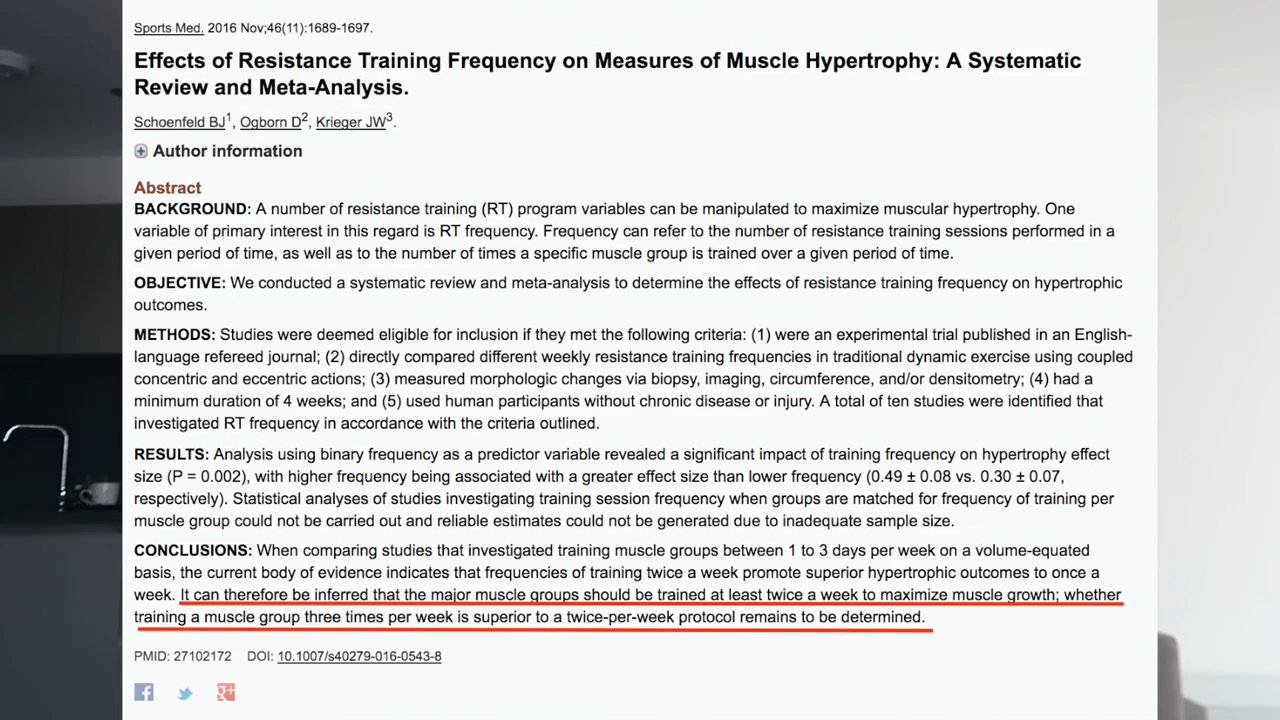 Sports Med. 2016 Nov;46(11):1689-1697.
Effects of Resistance Training Frequency on Measures of Muscle Hypertrophy: A Systematic
Review and Meta-Analysis.
Schoenfeld BJ1, Ogborn D2, Krieger JW3.
Author information
Abstract
BACKGROUND: A number of resistance training (RT) program variables can be manipulated to maximize muscular hypertrophy. One
variable of primary interest in this regard is RT frequency. Frequency can refer to the number of resistance training sessions performed in a
given period of time, as well as to the number of times a specific muscle group is trained over a given period of time.
OBJECTIVE: We conducted a systematic review and meta-analysis to determine the effects of resistance training frequency on hypertrophic
outcomes.
METHODS: Studies were deemed eligible for inclusion if they met the following criteria: (1) were an experimental trial published in an English-
language refereed journal; (2) directly compared different weekly resistance training frequencies in traditional dynamic exercise using coupled
concentric and eccentric actions; (3) measured morphologic changes via biopsy, imaging, circumference, and/or densitometry; (4) had a
minimum duration of 4 weeks; and (5) used human participants without chronic disease or injury. A total of ten studies were identified that
investigated RT frequency in accordance with the criteria outlined.
RESULTS: Analysis using binary frequency as a predictor variable revealed a significant impact of training frequency on hypertrophy effect
size (P = 0.002), with higher frequency being associated with a greater effect size than lower frequency (0.49 ± 0.08 vs. 0.30 ± 0.07,
respectively). Statistical analyses of studies investigating training session frequency when groups are matched for frequency of training per
muscle group could not be carried out and reliable estimates could not be generated due to inadequate sample size.
CONCLUSIONS: When comparing studies that investigated training muscle groups between 1 to 3 days per week on a volume-equated
basis, the current body of evidence indicates that frequencies of training twice a week promote superior hypertrophic outcomes to once a
week. It can therefore be inferred that the major muscle groups should be trained at least twice a week to maximize muscle growth; whether
training a muscle group three times per week is superior to a twice-per-week protocol remains to be determined.
PMID: 27102172 DOI: 10.1007/s40279-016-0543-8